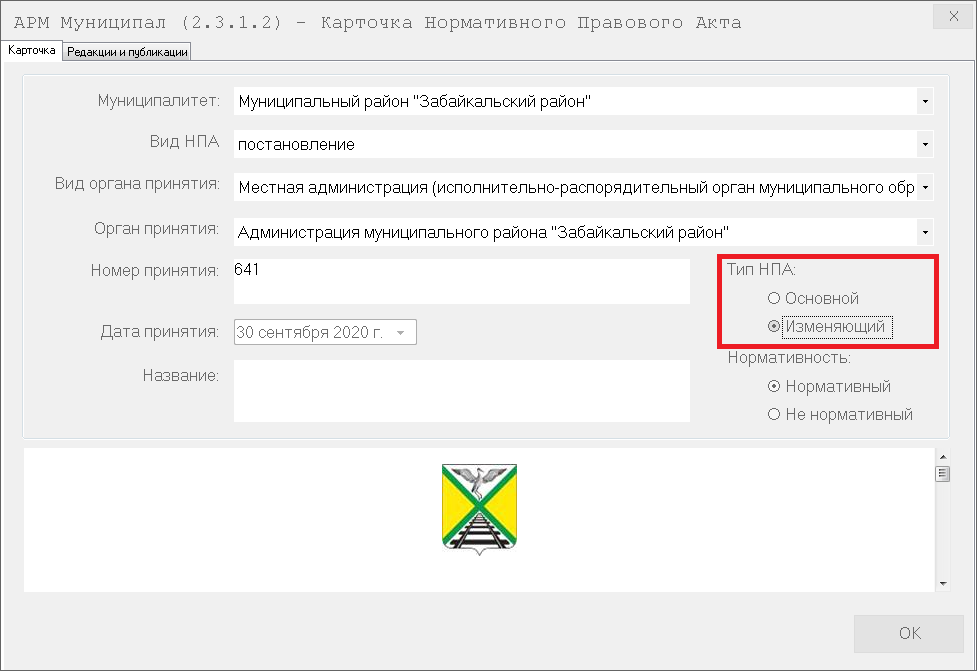 АРМ Муниципал (2.3.1.2) - Карточка Нормативного Правового Акта
Карточка Редакции и публикации
Муниципалитет: Муниципальный район "Забайкальский район"
Вид НПА постановление
Вид органа принятия: Местная администрация (исполнительно-распорядительный орган муниципального обр
Орган принятия: Администрация муниципального района "Забайкальский район"
Номер принятия: 641
Тип НПА:
Основной
Изменяющий
Дата принятия: 30 сентября 2020 г.
Нормативность:
Название:
Нормативный
Не нормативный
OK